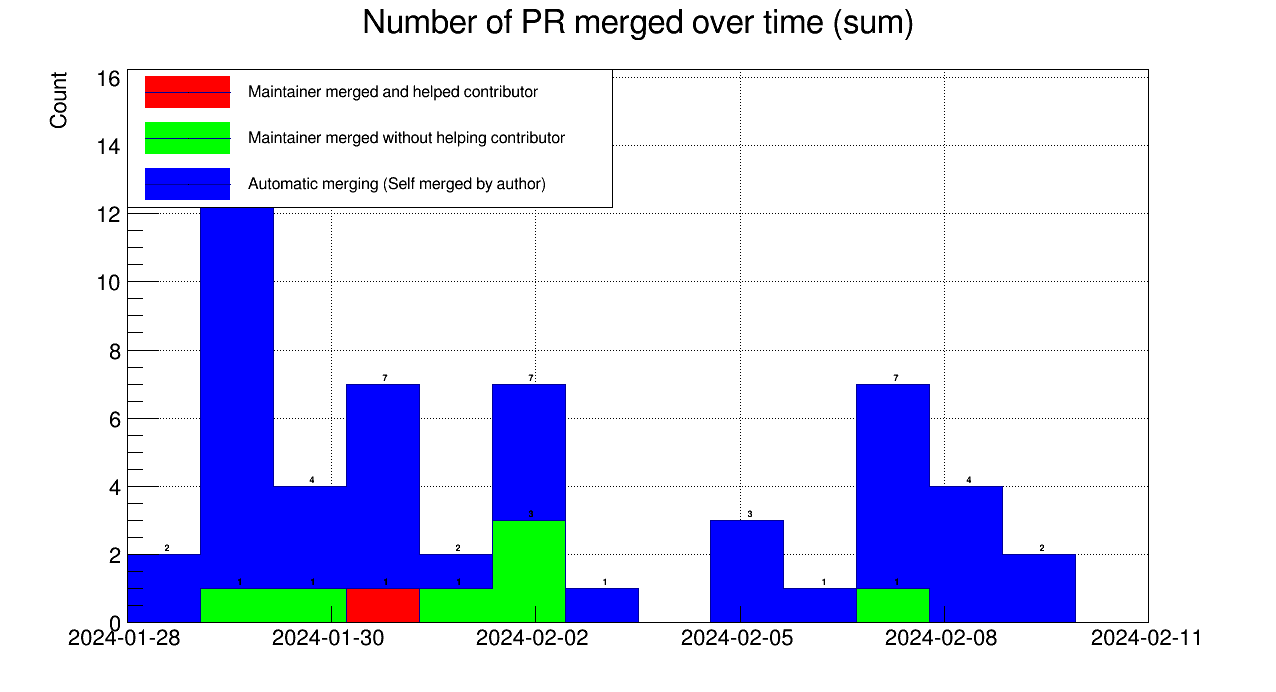 Number of PR merged over time (sum)
Count
16
14
12
10
8
6
4
2
0
Maintainer merged and helped contributor
Maintainer merged without helping contributor
Automatic merging (Self merged by author)
7 7 7
4 4
3 3
2 2 1 1 2
1 1 1 1 1
2024-01-28 2024-01-30 2024-02-02 2024-02-05 2024-02-08 2024-02-11